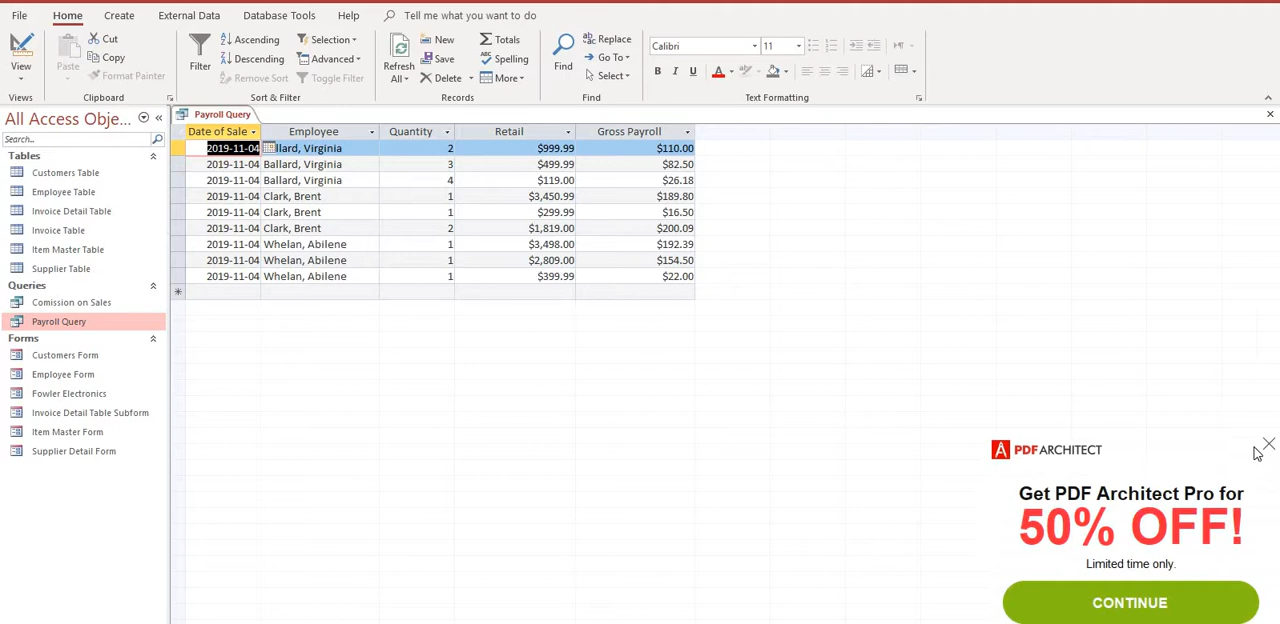 File Home Create External Data Database Tools Help Tell me what you want to do
View
Views
Paste
Cut
Copy
Format Painter
Clipboard
Filter
Ascending
Descending
Remove Sort
Selection
Advanced
Toggle Filter
Sort & Filter
Refresh
All
New
Save
Delete
Totals
Spelling
More
Records
Find
Replace
Go To
Select
Find
Calibri 11
B I U A
Text Formatting
All Access Obje...
Search...
Tables
Customers Table
Employee Table
Invoice Detail Table
Invoice Table
Item Master Table
Supplier Table
Queries
Comission on Sales
Payroll Query
Forms
Customers Form
Employee Form
Fowler Electronics
Invoice Detail Table Subform
Item Master Form
Supplier Detail Form
Payroll Query
Date of Sale Employee Quantity Retail Gross Payroll
2019-11-04 llard, Virginia 2 $999.99 $110.00
2019-11-04 Ballard, Virginia 3 $499.99 $82.50
2019-11-04 Ballard, Virginia 4 $119.00 $26.18
2019-11-04 Clark, Brent 1 $3,450.99 $189.80
2019-11-04 Clark, Brent 1 $299.99 $16.50
2019-11-04 Clark, Brent 2 $1,819.00 $200.09
2019-11-04 Whelan, Abilene 1 $3,498.00 $192.39
2019-11-04 Whelan, Abilene 1 $2,809.00 $154.50
2019-11-04 Whelan, Abilene 1 $399.99 $22.00
PDF ARCHITECT
Get PDF Architect Pro for
50% OFF!
Limited time only.
CONTINUE